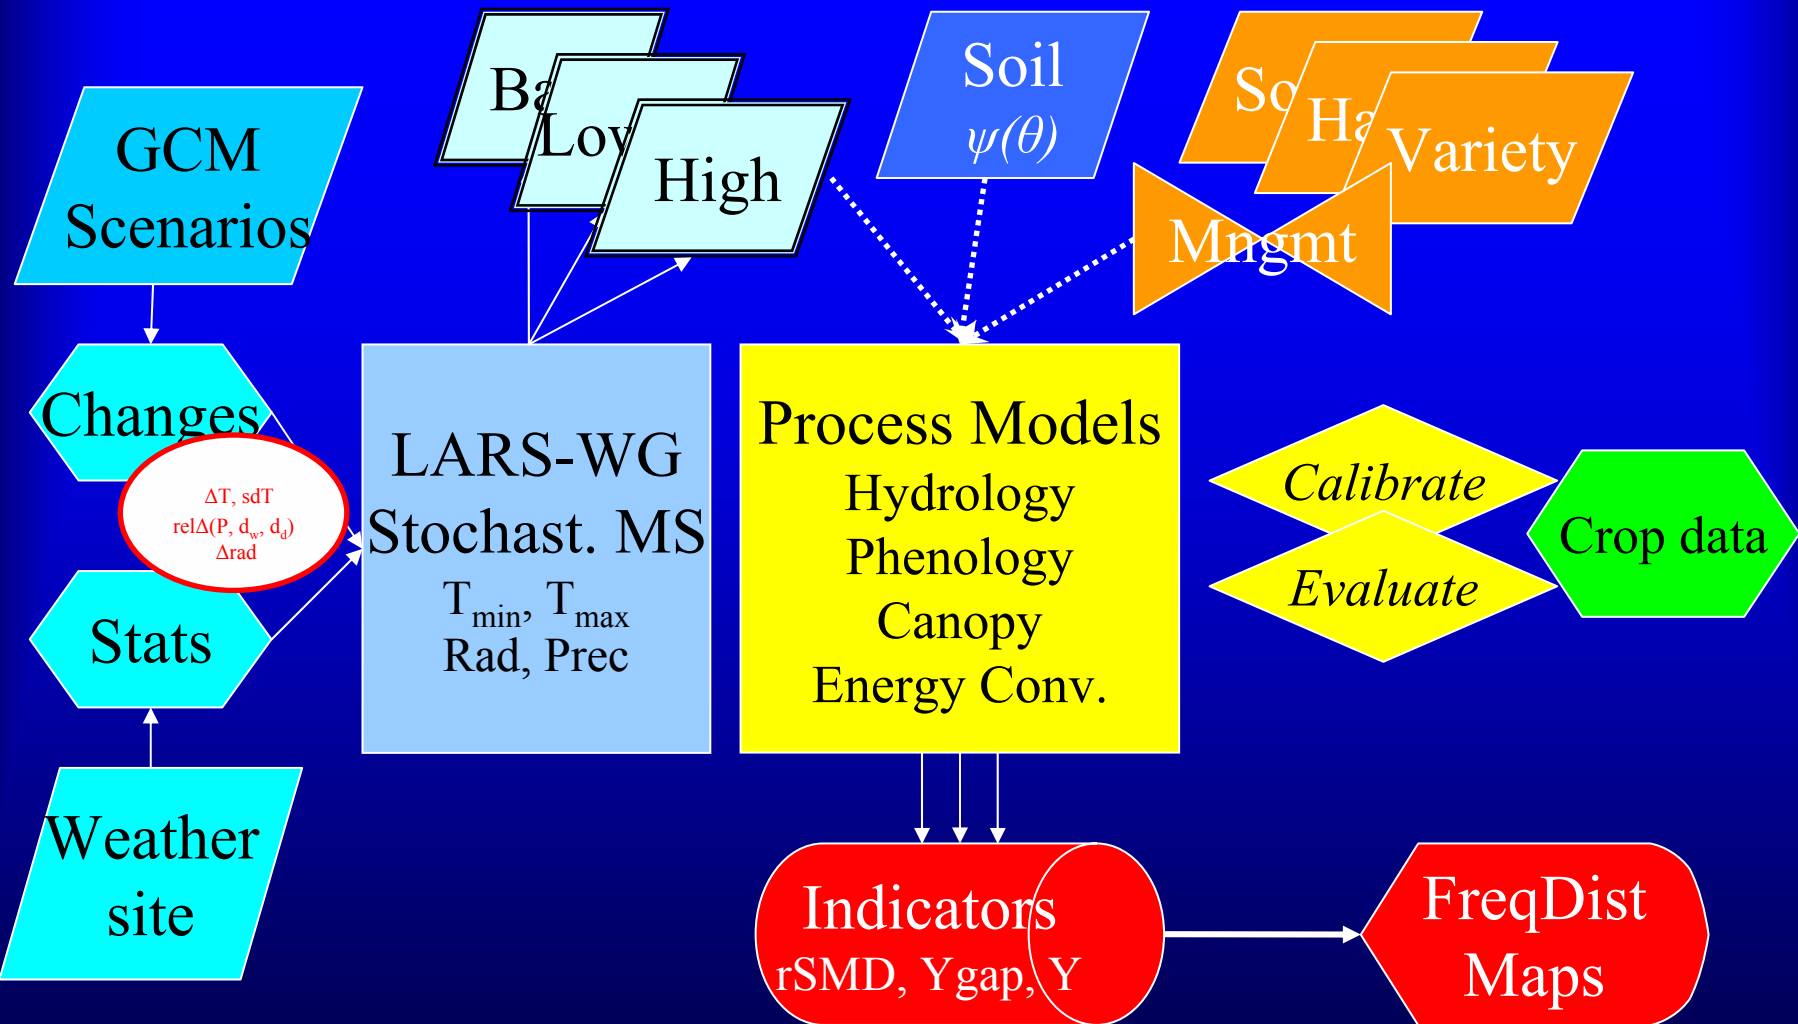 GCM
Scenarios
Ba
Low
High
Soil
ψ(θ)
So
Ha
Variety
Mngmt
Changes
ΔT, sdT
relΔ(P, dw, dd)
Δrad
Stats
Weather
site
LARS-WG
Stochast. MS
Tmin, Tmax
Rad, Prec
Process Models
Hydrology
Phenology
Canopy
Energy Conv.
Calibrate
Evaluate
Crop data
Indicators
rSMD, Ygap, Y
FreqDist
Maps